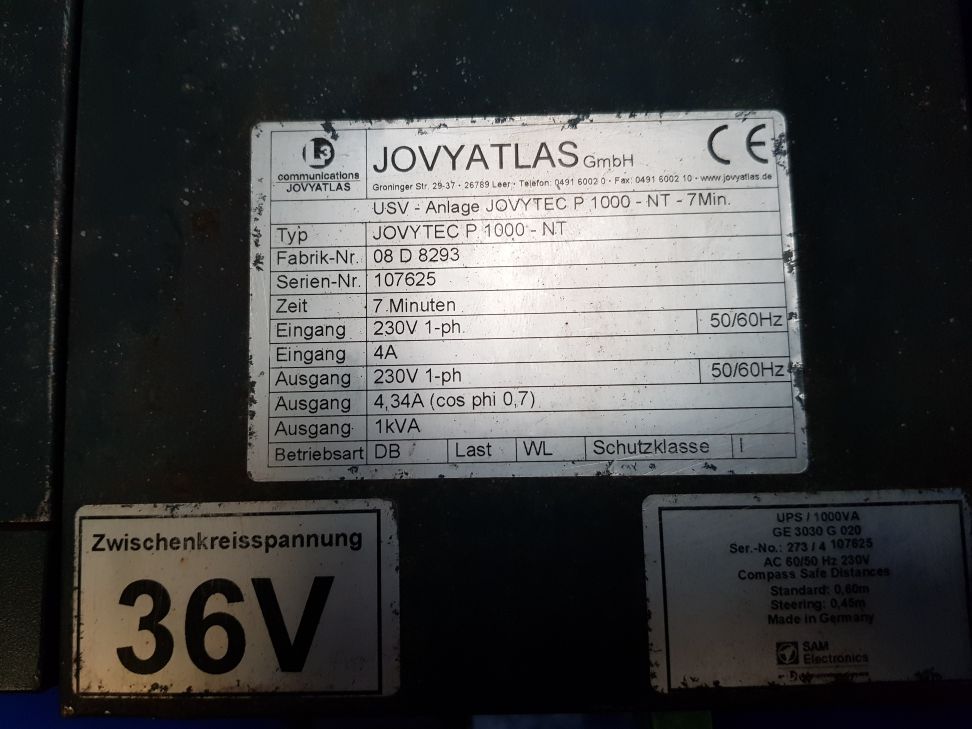 L3
communications
JOVYATLAS
JOVYATLAS GmbH
CE
Groninger Str. 29-37 · 26789 Leer · Telefon: 0491 6002 0 · Fax: 0491 6002 10 · www.jovyatlas.de
USV - Anlage JOVYTEC P 1000 - NT - 7Min.
Typ JOVYTEC P 1000 - NT
Fabrik-Nr. 08 D 8293
Serien-Nr. 107625
Zeit 7 Minuten
Eingang 230V 1-ph. 50/60Hz
Eingang 4A
Ausgang 230V 1-ph 50/60Hz
Ausgang 4,34A (cos phi 0,7)
Ausgang 1kVA
Betriebsart DB Last WL Schutzklasse I
Zwischenkreisspannung
36V
UPS / 1000VA
GE 3030 G 020
Ser.-No.: 273 / 4 107625
AC 60/50 Hz 230V
Compass Safe Distances
Standard: 0,60m
Steering: 0,45m
Made in Germany
SAM
Electronics